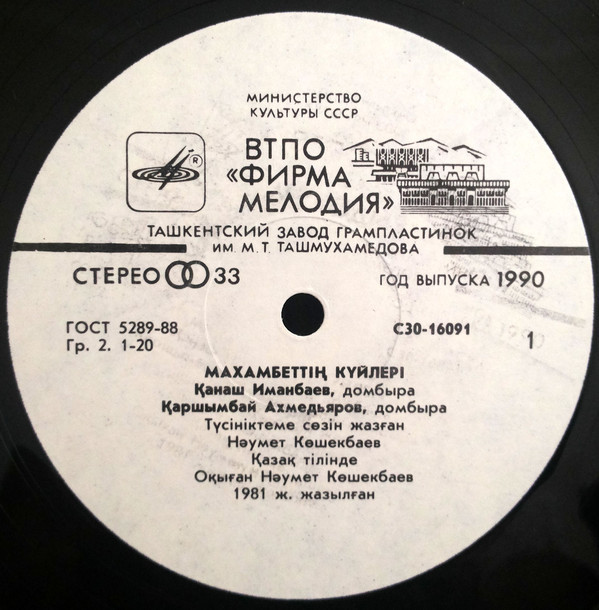 МИНИСТЕРСТВО
КУЛЬТУРЫ СССР
ВТПО
«ФИРМА
МЕЛОДИЯ»
ТАШКЕНТСКИЙ ЗАВОД ГРАМПЛАСТИНОК
ИМ. М. Т. ТАШМУХАМЕДОВА
СТЕРЕО 33
ГОД ВЫПУСКА 1990
ГОСТ 5289-88
Гр. 2. 1-20
С30-16091
1
МАХАМБЕТТІҢ КҮЙЛЕРІ
Қанаш Иманбаев, домбыра
Қаршымбай Ахмедьяров, домбыра
Түсініктеме сөзін жазған
Нәумет Көшекбаев
Қазақ тілінде
Оқыған Нәумет Көшекбаев
1981 ж. жазылған